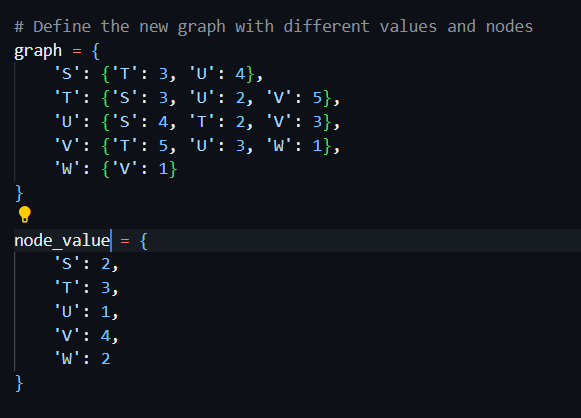 # Define the new graph with different values and nodes
graph = {
    'S': {'T': 3, 'U': 4},
    'T': {'S': 3, 'U': 2, 'V': 5},
    'U': {'S': 4, 'T': 2, 'V': 3},
    'V': {'T': 5, 'U': 3, 'W': 1},
    'W': {'V': 1}
}
node_value = {
    'S': 2,
    'T': 3,
    'U': 1,
    'V': 4,
    'W': 2
}